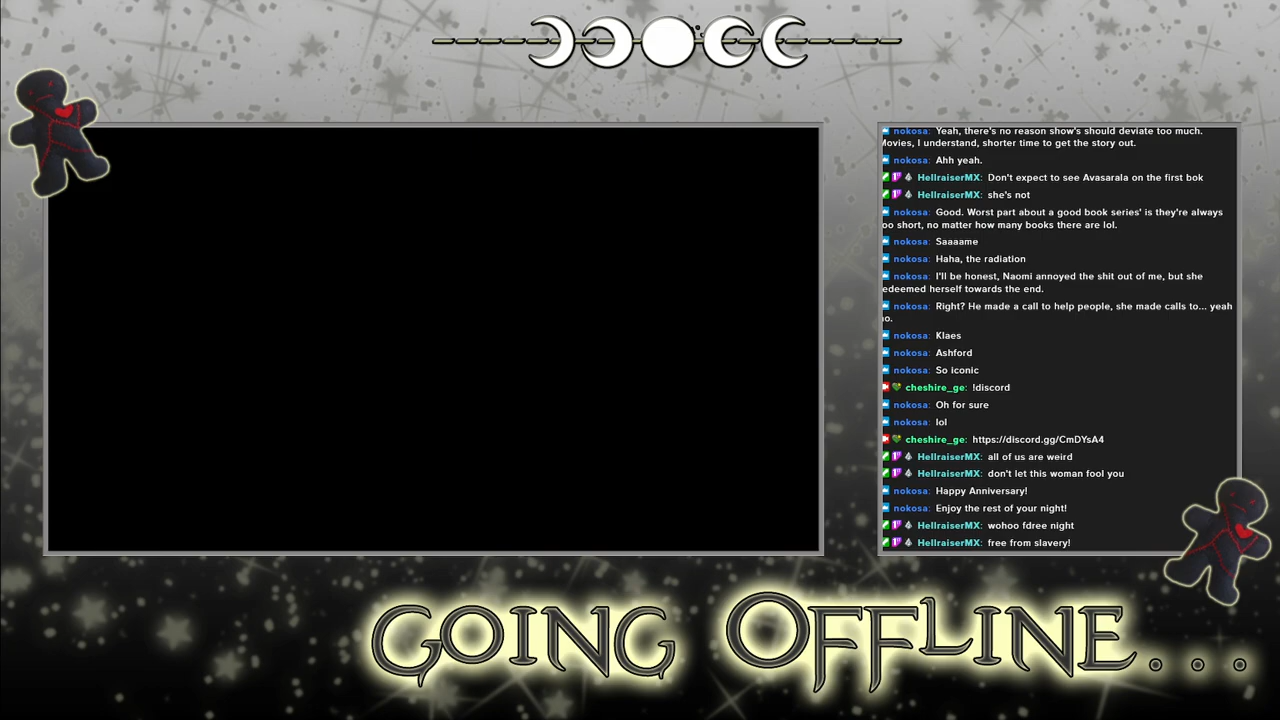 nokosa: Yeah, there's no reason show's should deviate too much.
Movies, I understand, shorter time to get the story out.
nokosa: Ahh yeah.
HellraiserMX: Don't expect to see Avasarala on the first bok
HellraiserMX: she's not
nokosa: Good. Worst part about a good book series' is they're always
oo short, no matter how many books there are lol.
nokosa: Saaaame
nokosa: Haha, the radiation
nokosa: I'll be honest, Naomi annoyed the shit out of me, but she
edeemed herself towards the end.
nokosa: Right? He made a call to help people, she made calls to... yeah
no.
nokosa: Klaes
nokosa: Ashford
nokosa: So iconic
cheshire_ge: !discord
nokosa: Oh for sure
nokosa: lol
cheshire_ge: https://discord.gg/CmDYsA4
HellraiserMX: all of us are weird
HellraiserMX: don't let this woman fool you
nokosa: Happy Anniversary!
nokosa: Enjoy the rest of your night!
HellraiserMX: wohoo fdree night
HellraiserMX: free from slavery!
Going Offline...